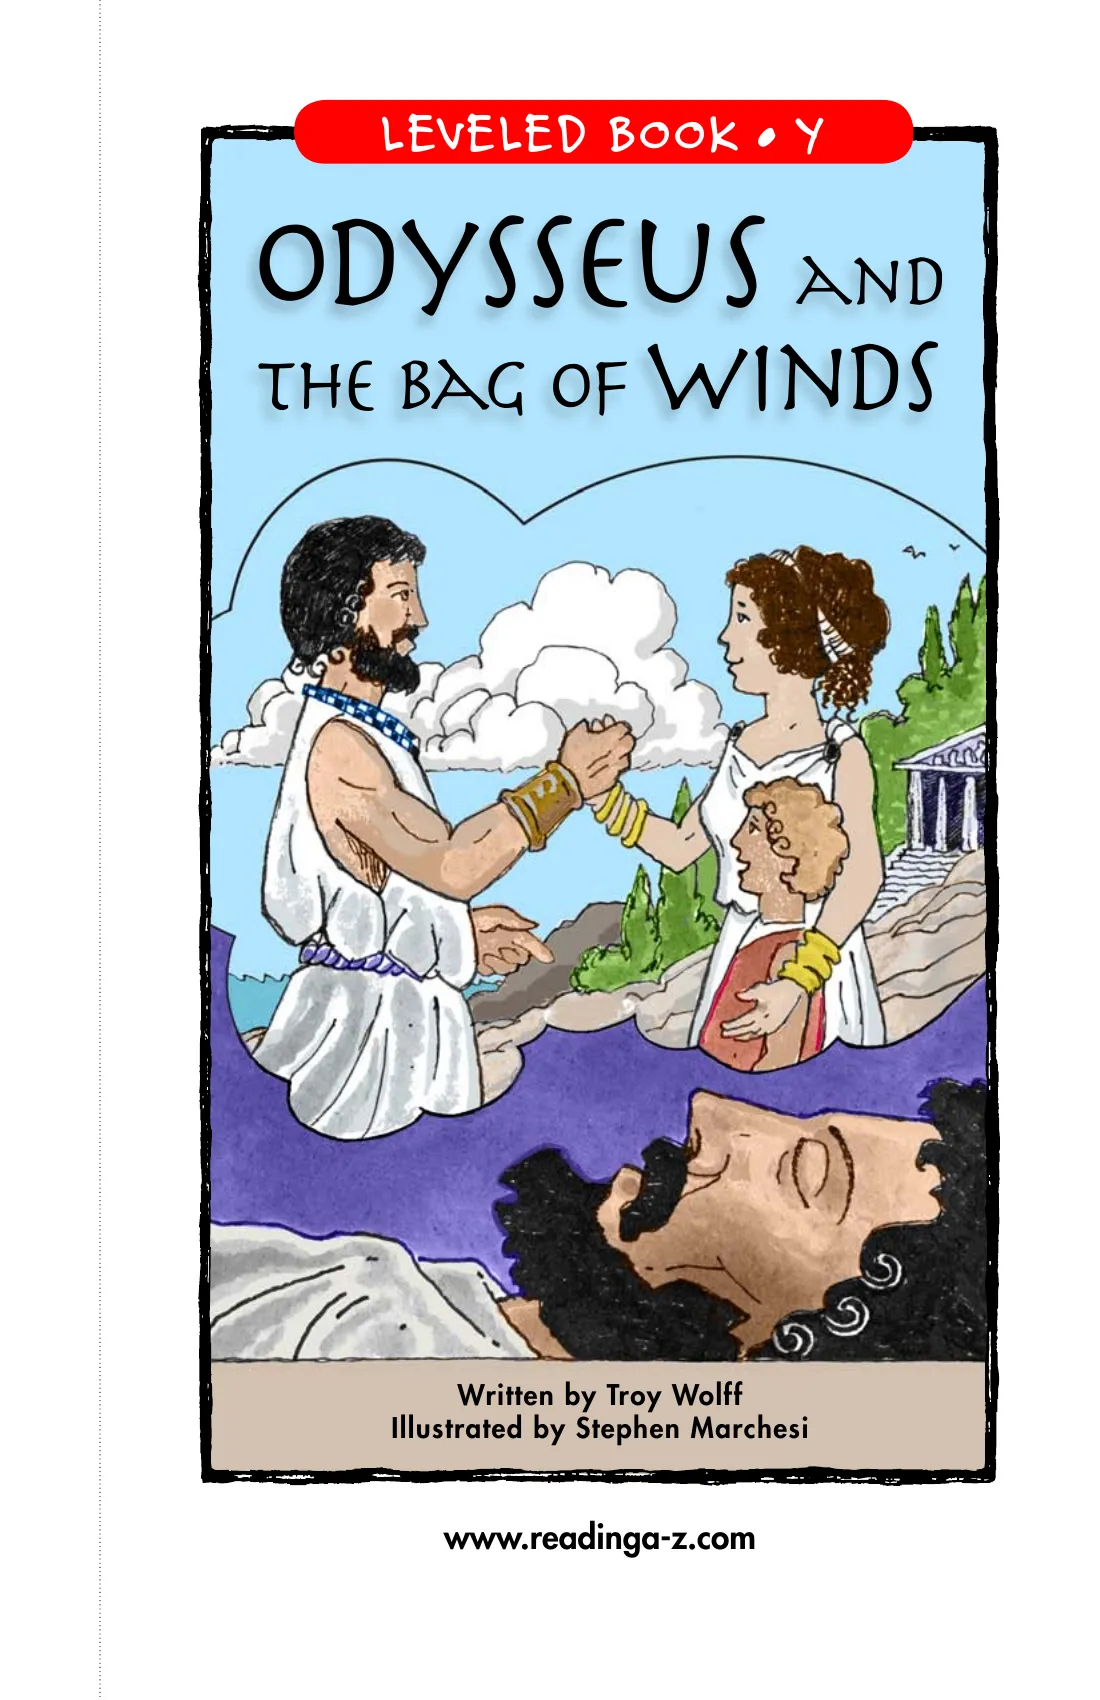 LEVELED BOOK • Y
ODYSSEUS AND
THE BAG OF WINDS
Written by Troy Wolff
Illustrated by Stephen Marchesi
www.readinga-z.com